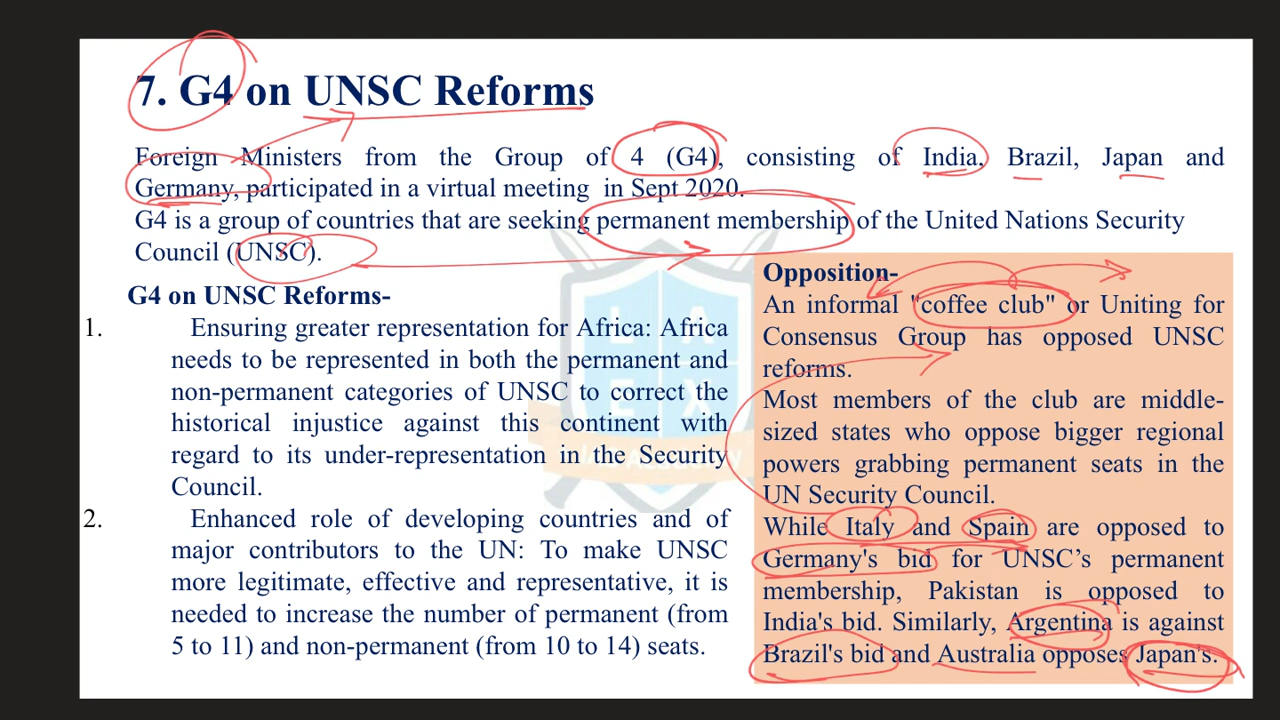 7. G4 on UNSC Reforms
Foreign Ministers from the Group of 4 (G4), consisting of India, Brazil, Japan and
Germany, participated in a virtual meeting in Sept 2020.
G4 is a group of countries that are seeking permanent membership of the United Nations Security
Council (UNSC).
G4 on UNSC Reforms-
1. Ensuring greater representation for Africa: Africa
needs to be represented in both the permanent and
non-permanent categories of UNSC to correct the
historical injustice against this continent with
regard to its under-representation in the Security
Council.
2. Enhanced role of developing countries and of
major contributors to the UN: To make UNSC
more legitimate, effective and representative, it is
needed to increase the number of permanent (from
5 to 11) and non-permanent (from 10 to 14) seats.
Opposition-
An informal "coffee club" or Uniting for
Consensus Group has opposed UNSC
reforms.
Most members of the club are middle-
sized states who oppose bigger regional
powers grabbing permanent seats in the
UN Security Council.
While Italy and Spain are opposed to
Germany's bid for UNSC’s permanent
membership, Pakistan is opposed to
India's bid. Similarly, Argentina is against
Brazil's bid and Australia opposes Japan's.
L A
E X